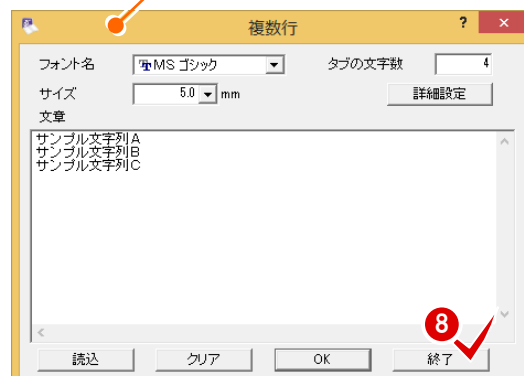 複数行 ? ×
フォント名 MS ゴシック タブの文字数 4
サイズ 5.0 mm 詳細設定
文章
サンプル文字列A
サンプル文字列B
サンプル文字列C
8
読込 クリア OK 終了